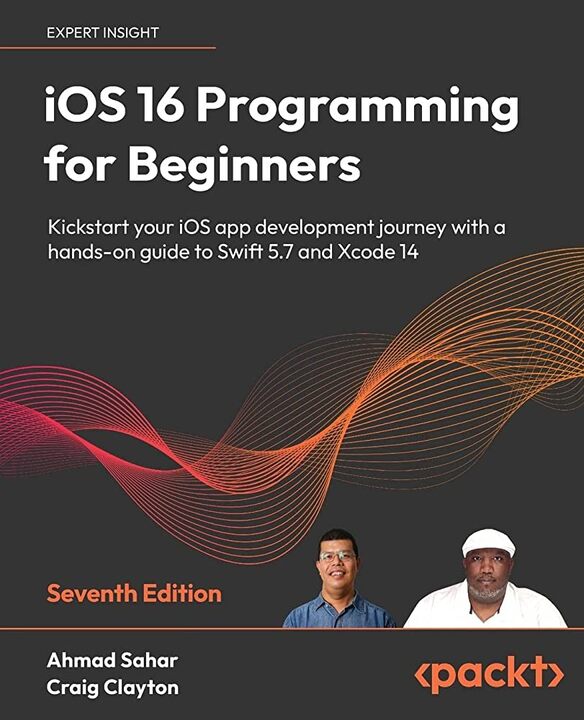 EXPERT INSIGHT
iOS 16 Programming
for Beginners
Kickstart your iOS app development journey with a
hands-on guide to Swift 5.7 and Xcode 14
Seventh Edition
Ahmad Sahar
Craig Clayton
<packt>